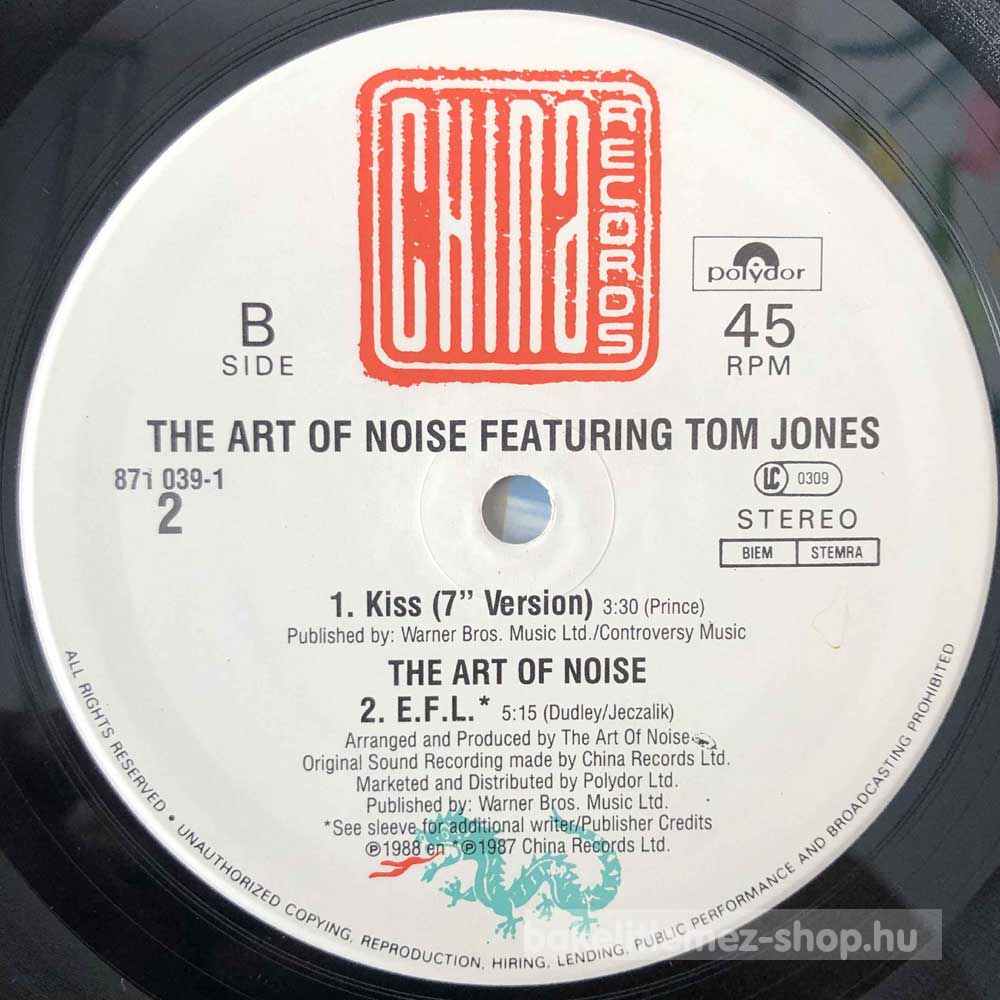 CHINA
RECORDS
polydor
B
SIDE
45
RPM
THE ART OF NOISE FEATURING TOM JONES
871 039-1
2
LC 0309
STEREO
BIEM STEMRA
1. Kiss (7” Version) 3:30 (Prince)
Published by: Warner Bros. Music Ltd./Controversy Music
THE ART OF NOISE
2. E.F.L.* 5:15 (Dudley/Jeczalik)
Arranged and Produced by The Art Of Noise
Original Sound Recording made by China Records Ltd.
Marketed and Distributed by Polydor Ltd.
Published by: Warner Bros. Music Ltd.
*See sleeve for additional writer/Publisher Credits
℗1988 en *℗1987 China Records Ltd.
ALL RIGHTS RESERVED • UNAUTHORIZED COPYING, REPRODUCTION, HIRING, LENDING, PUBLIC PERFORMANCE AND BROADCASTING PROHIBITED
bakelitlemez-shop.hu